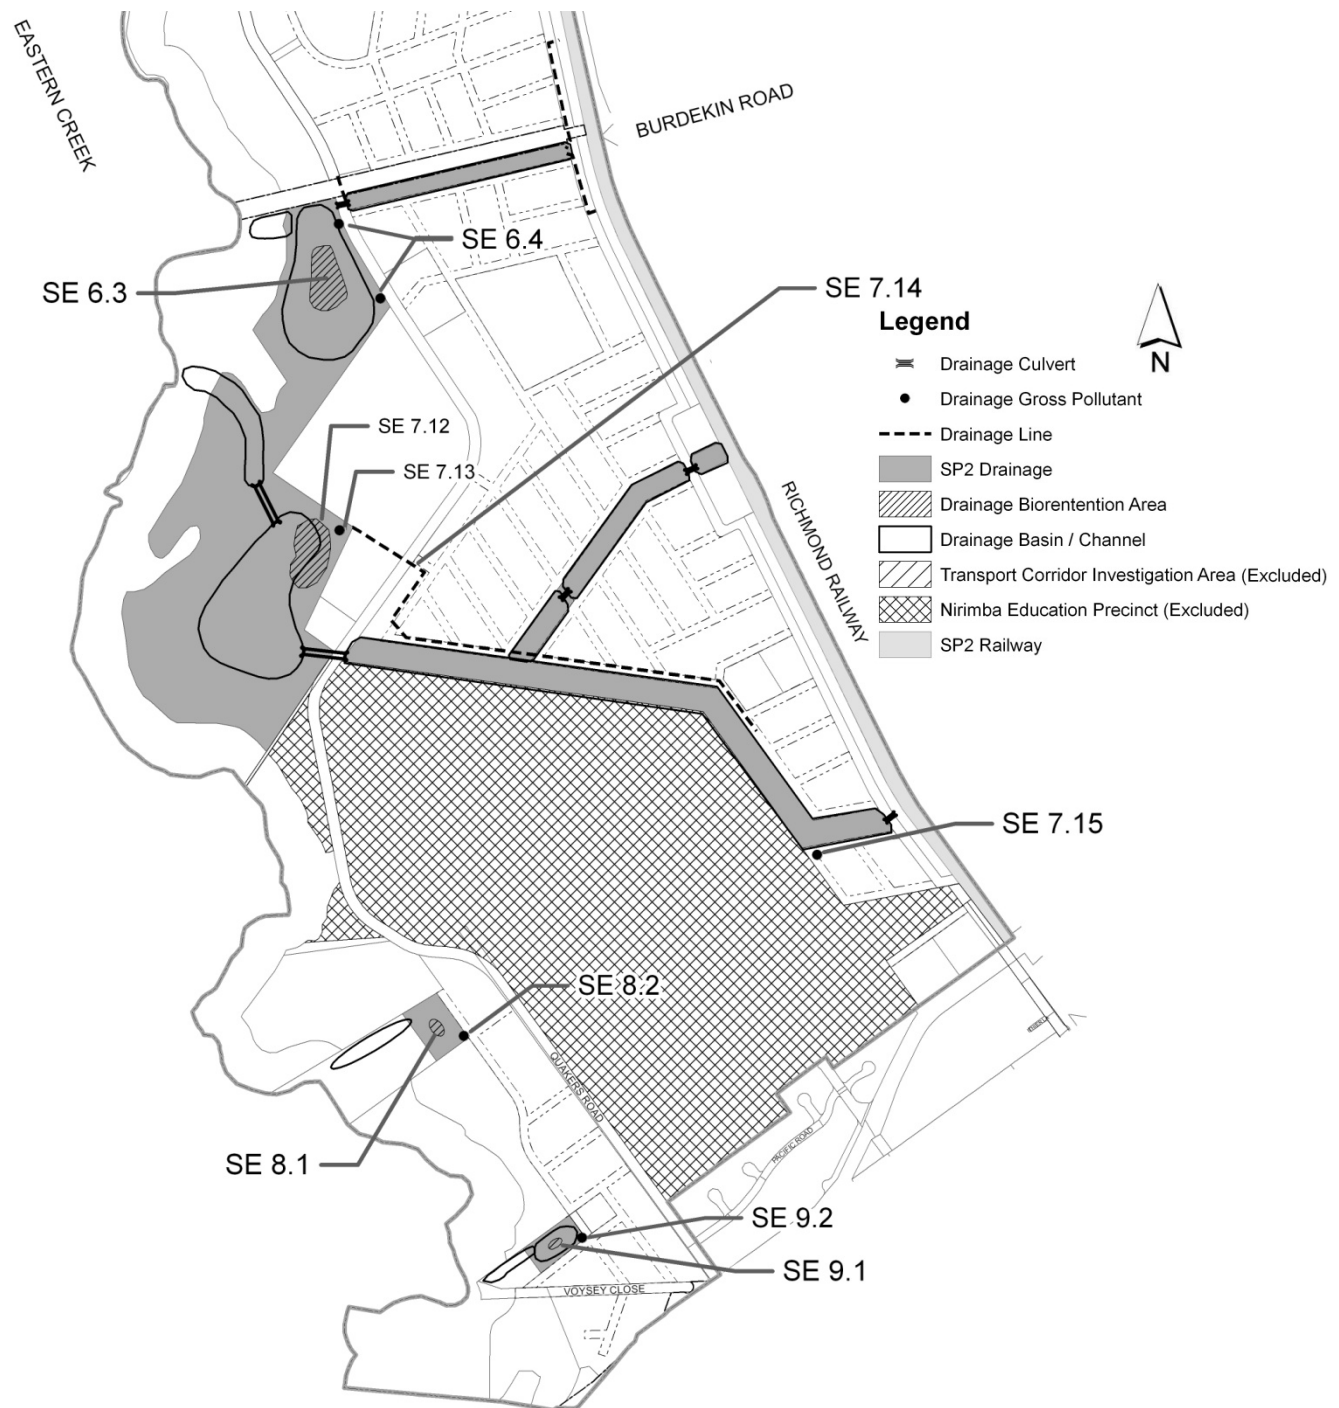 EASTERN CREEK
BURDEKIN ROAD
SE 6.4
SE 6.3
SE 7.14
Legend
N
Drainage Culvert
Drainage Gross Pollutant
Drainage Line
SP2 Drainage
Drainage Biorentention Area
Drainage Basin / Channel
Transport Corridor Investigation Area (Excluded)
Nirimba Education Precinct (Excluded)
SP2 Railway
SE 7.12
SE 7.13
RICHMOND RAILWAY
SE 7.15
SE 8.2
QUAKERS ROAD
PACIFIC ROAD
SE 8.1
SE 9.2
SE 9.1
VOYSEY CLOSE